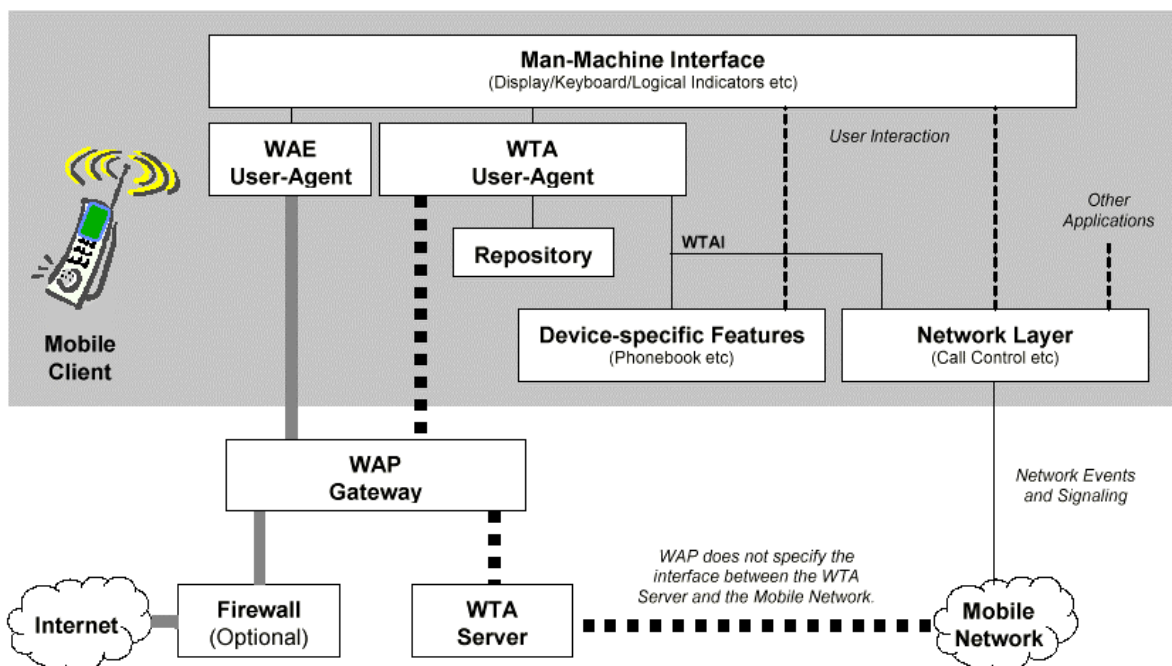 Man-Machine Interface
(Display/Keyboard/Logical Indicators etc)
WAE
User-Agent
WTA
User-Agent
User Interaction
Other
Applications
Repository
WTAI
Mobile
Client
Device-specific Features
(Phonebook etc)
Network Layer
(Call Control etc)
WAP
Gateway
Network Events
and Signaling
WAP does not specify the
interface between the WTA
Server and the Mobile Network.
Internet
Firewall
(Optional)
WTA
Server
Mobile
Network